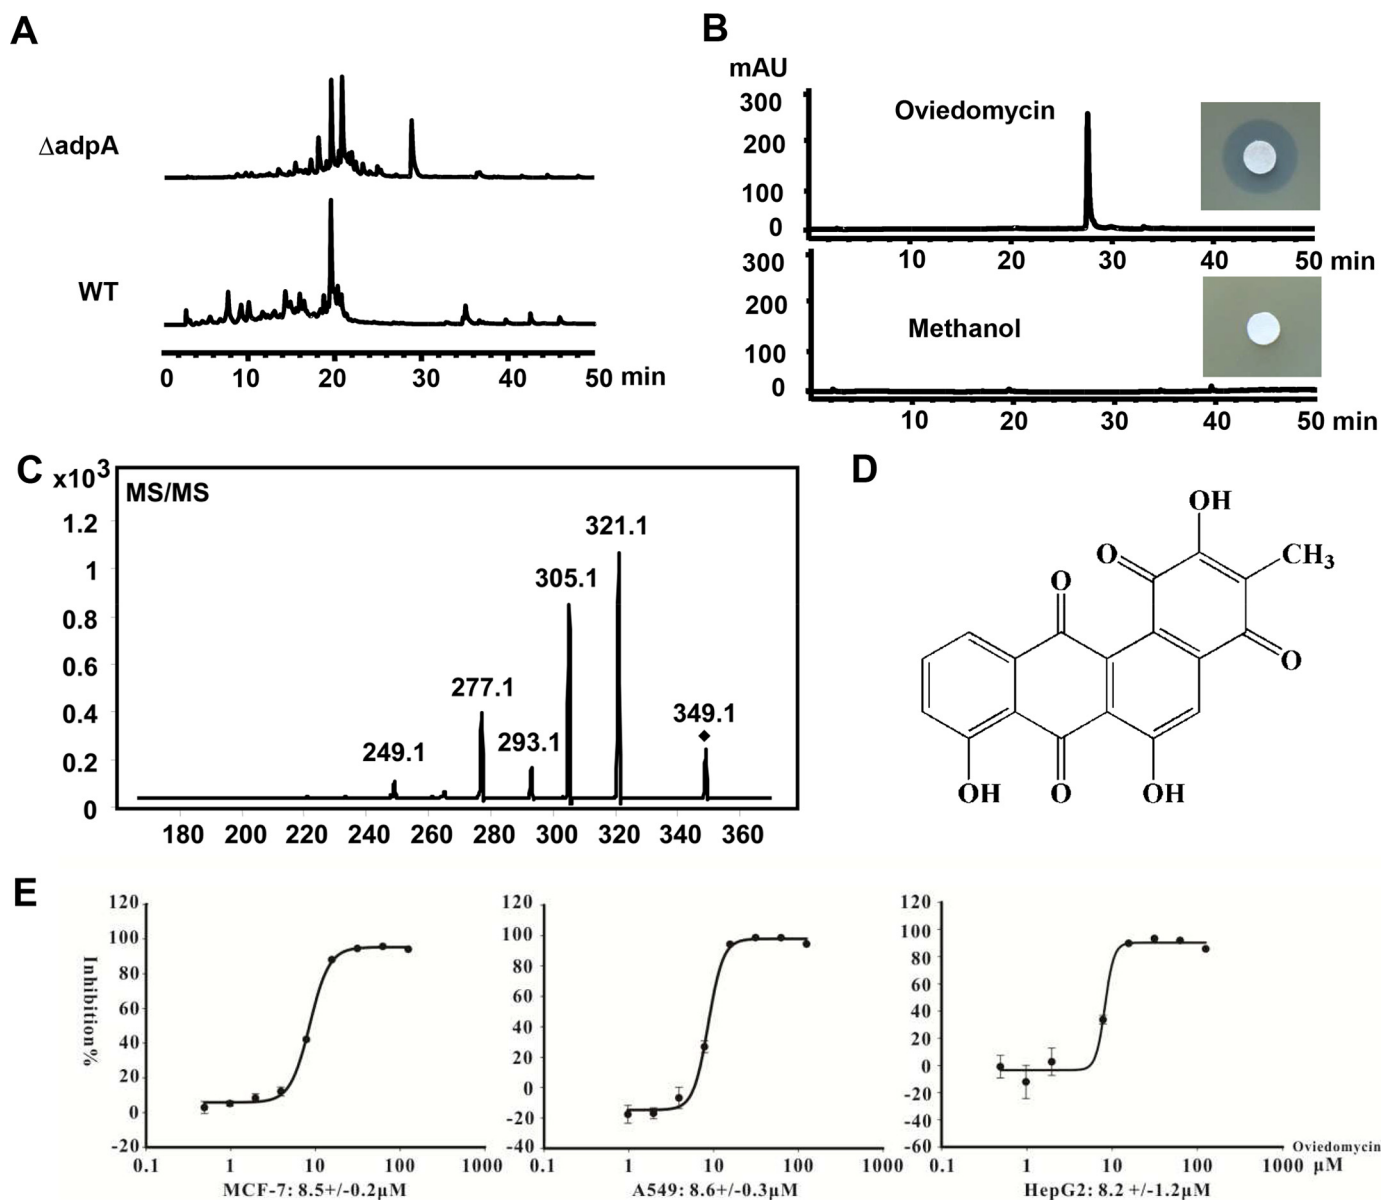 A
ΔadpA
WT
0 10 20 30 40 50 min
B
mAU
300
200
100
0
Oviedomycin
10 20 30 40 50 min
300
200
100
0
Methanol
10 20 30 40 50 min
C
x10³
MS/MS
1.2
1
0.8
0.6
0.4
0.2
0
249.1
277.1
293.1
305.1
321.1
349.1
180 200 220 240 260 280 300 320 340 360
D
OH
O
CH₃
O
O
OH
O
OH
E
Inhibition%
120
100
80
60
40
20
0
-20
0.1 1 10 100 1000
MCF-7: 8.5+/-0.2µM
120
100
80
60
40
20
0
-20
-40
0.1 1 10 100 1000
A549: 8.6+/-0.3µM
120
100
80
60
40
20
0
-20
-40
-60
0.1 1 10 100 1000
HepG2: 8.2 +/-1.2µM
Oviedomycin
µM